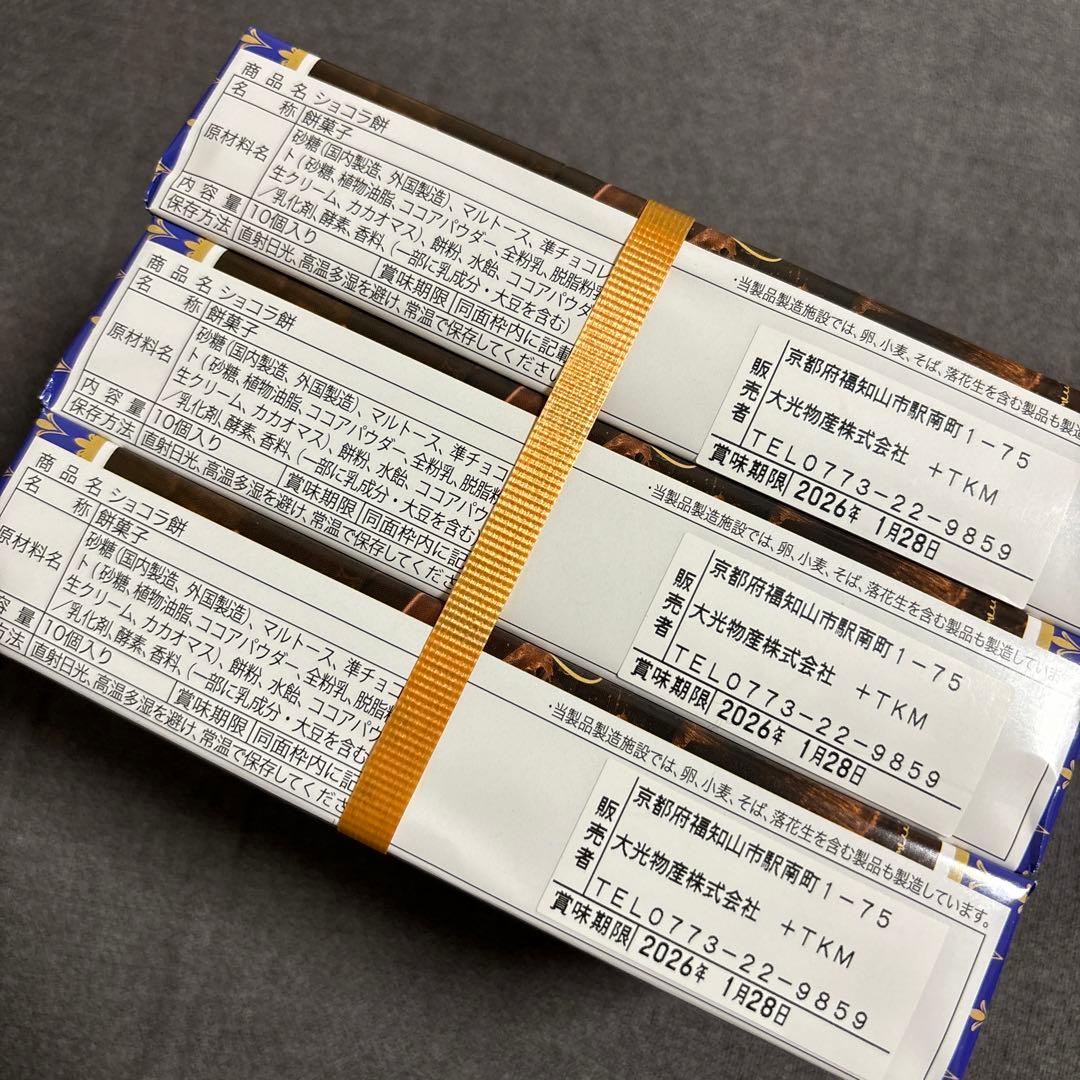 商品名 ショコラ餅
名称 餅菓子
原材料名 砂糖(国内製造、外国製造)、マルトース、準チョコレ
ト(砂糖、植物油脂、ココアパウダー、全粉乳、脱脂粉乳
生クリーム、カカオマス)、餅粉、水飴、ココアパウダ
/乳化剤、酵素、香料、(一部に乳成分・大豆を含む)
内容量 10個入り 賞味期限 同面枠内に記載
保存方法 直射日光、高温多湿を避け、常温で保存してください
・当製品製造施設では、卵、小麦、そば、落花生を含む製品も製造
販売者 京都府福知山市駅南町1-75
大光物産株式会社 +TKM
TEL0773-22-9859
賞味期限 2026年 1月28日
商品名 ショコラ餅
名称 餅菓子
原材料名 砂糖(国内製造、外国製造)、マルトース、準チョコ
ト(砂糖、植物油脂、ココアパウダー、全粉乳、脱脂粉
生クリーム、カカオマス)、餅粉、水飴、ココアパウ
/乳化剤、酵素、香料、(一部に乳成分・大豆を含む
内容量 10個入り 賞味期限 同面枠内に記
保存方法 直射日光、高温多湿を避け、常温で保存してくださ
・当製品製造施設では、卵、小麦、そば、落花生を含む製品も製造していま
販売者 京都府福知山市駅南町1-75
大光物産株式会社 +TKM
TEL0773-22-9859
賞味期限 2026年 1月28日
商品名 ショコラ餅
名称 餅菓子
原材料名 砂糖(国内製造、外国製造)、マルトース、準チョコ
ト(砂糖、植物油脂、ココアパウダー、全粉乳、脱脂粉
生クリーム、カカオマス)、餅粉、水飴、ココアパウ
/乳化剤、酵素、香料、(一部に乳成分・大豆を含む
容量 10個入り 賞味期限 同面枠内に記
方法 直射日光、高温多湿を避け、常温で保存してくださ
・当製品製造施設では、卵、小麦、そば、落花生を含む製品も製造しています。
販売者 京都府福知山市駅南町1-75
大光物産株式会社 +TKM
TEL0773-22-9859
賞味期限 2026年 1月28日